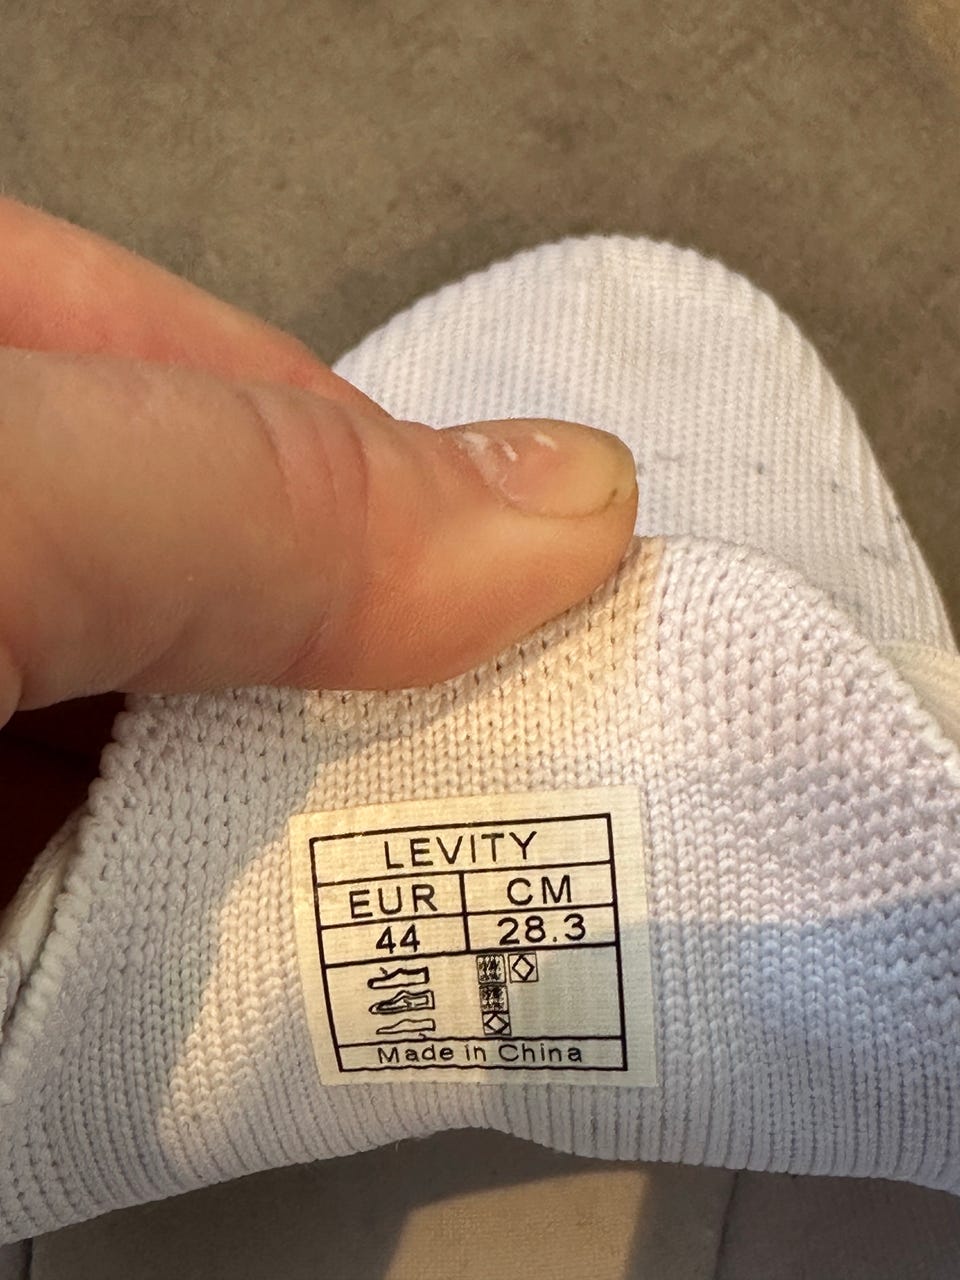 LEVITY
EUR CM
44 28.3
Made in China